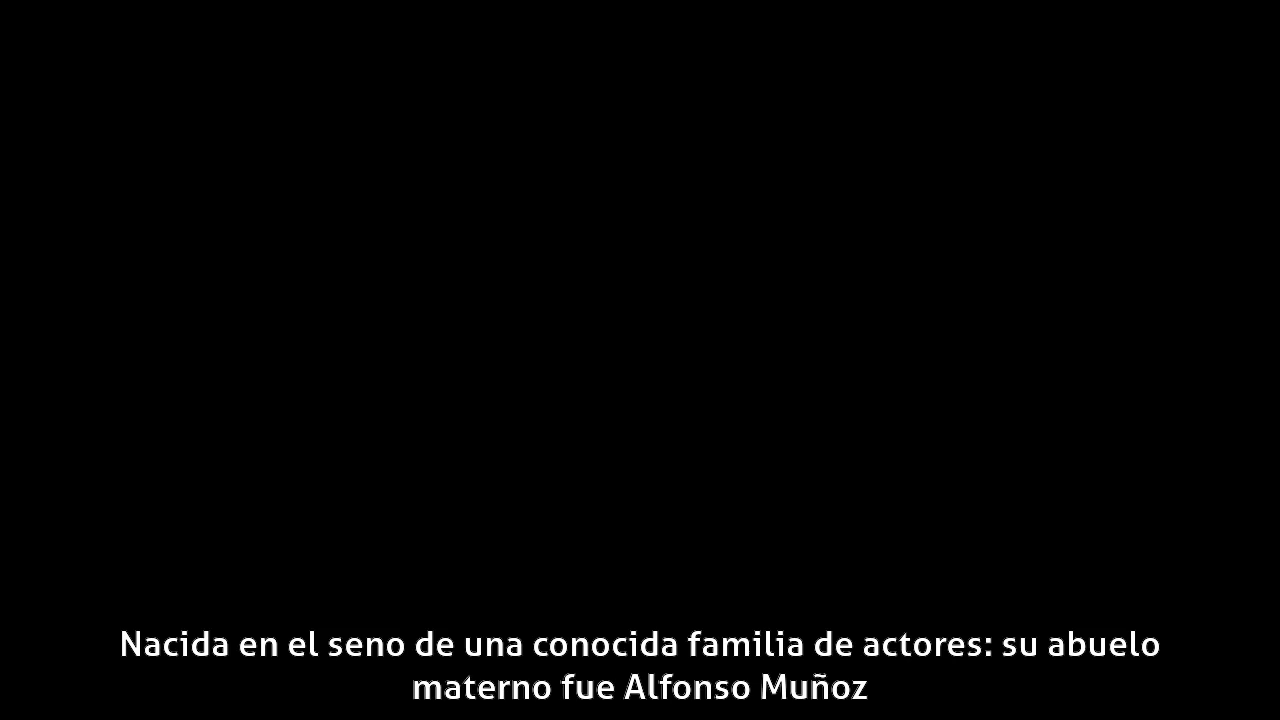 Nacida en el seno de una conocida familia de actores: su abuelo
materno fue Alfonso Muñoz